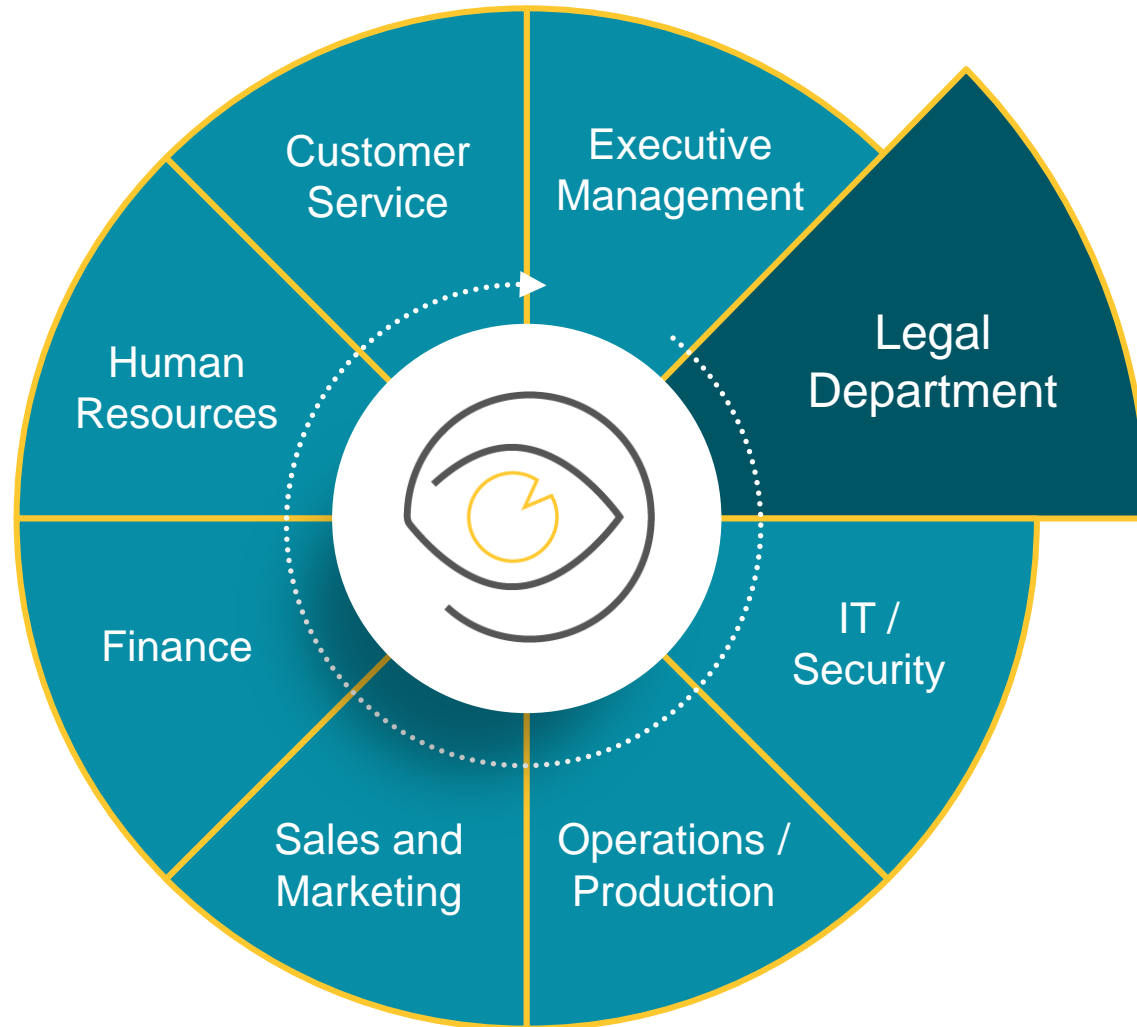 Customer
Service
Executive
Management
Legal
Department
IT /
Security
Operations /
Production
Sales and
Marketing
Finance
Human
Resources